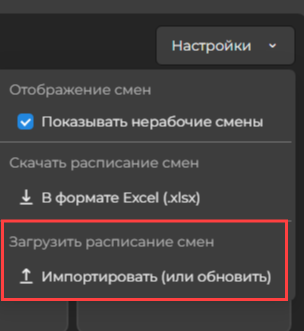 Настройки
Отображение смен
Показывать нерабочие смены
Скачать расписание смен
В формате Excel (.xlsx)
Загрузить расписание смен
Импортировать (или обновить)